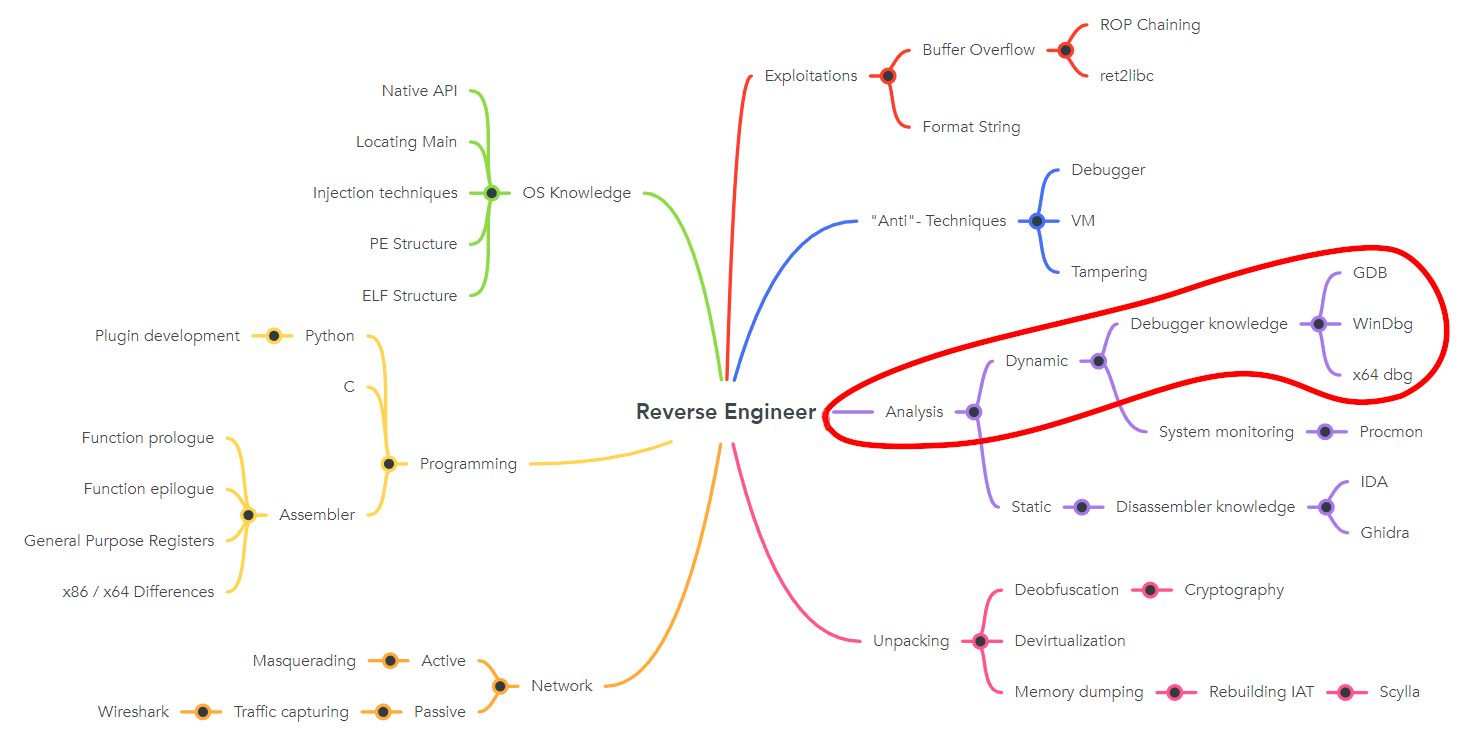 Reverse Engineer
Exploitations
Buffer Overflow
ROP Chaining
ret2libc
Format String
"Anti"- Techniques
Debugger
VM
Tampering
Analysis
Dynamic
Debugger knowledge
GDB
WinDbg
x64 dbg
System monitoring
Procmon
Static
Disassembler knowledge
IDA
Ghidra
Unpacking
Deobfuscation
Cryptography
Devirtualization
Memory dumping
Rebuilding IAT
Scylla
OS Knowledge
Native API
Locating Main
Injection techniques
PE Structure
ELF Structure
Programming
Python
Plugin development
C
Assembler
Function prologue
Function epilogue
General Purpose Registers
x86 / x64 Differences
Network
Active
Masquerading
Passive
Traffic capturing
Wireshark